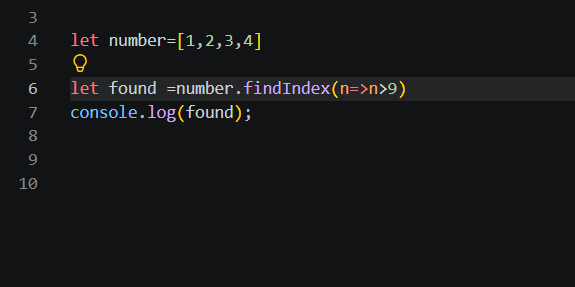 3
4 let number=[1,2,3,4]
5
6 let found =number.findIndex(n=>n>9)
7 console.log(found);
8
9
10